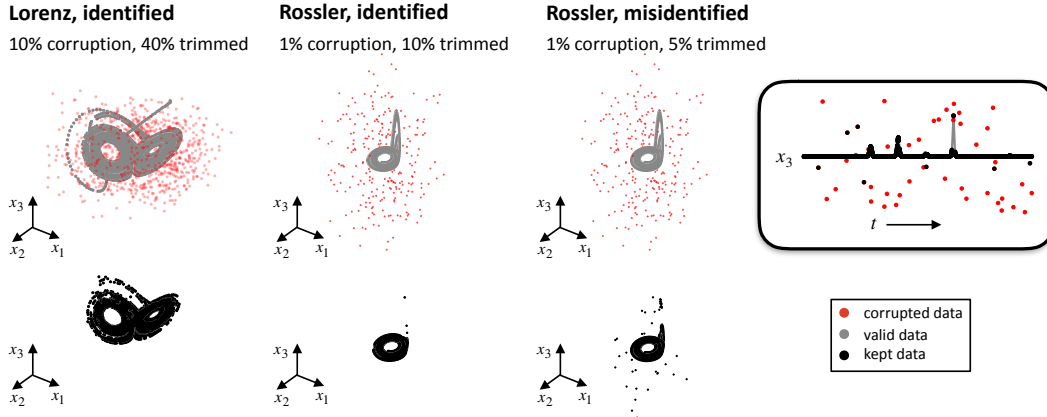 Lorenz, identified
10% corruption, 40% trimmed
Rossler, identified
1% corruption, 10% trimmed
Rossler, misidentified
1% corruption, 5% trimmed
x₃
x₂
x₁
x₃
x₂
x₁
x₃
x₂
x₁
x₃
t
x₃
x₂
x₁
x₃
x₂
x₁
x₃
x₂
x₁
corrupted data
valid data
kept data